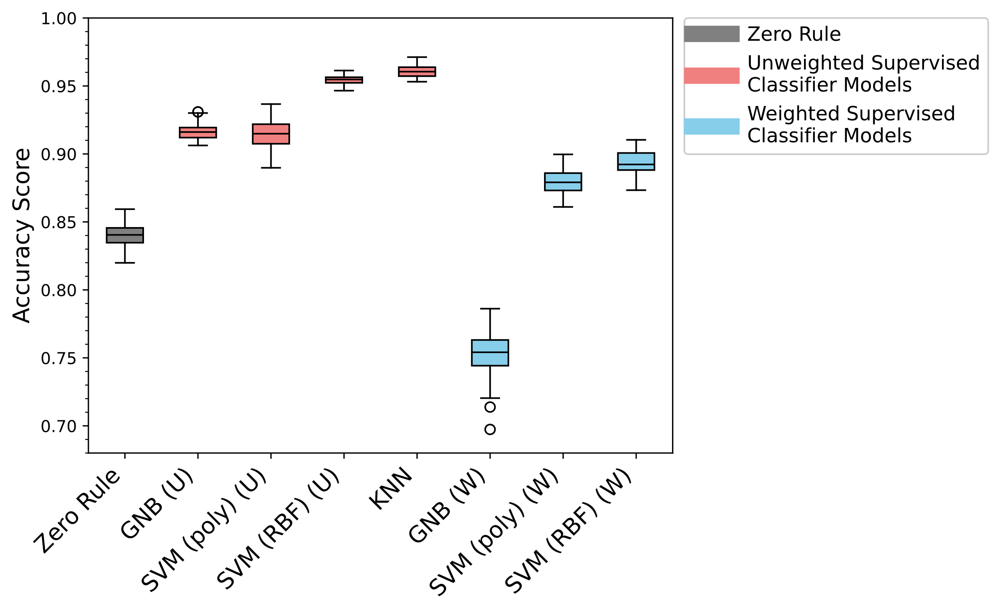 1.00
0.95
0.90
0.85
0.80
0.75
0.70
Accuracy Score
Zero Rule
GNB (U)
SVM (poly) (U)
SVM (RBF) (U)
KNN
GNB (W)
SVM (poly) (W)
SVM (RBF) (W)
Zero Rule
Unweighted Supervised
Classifier Models
Weighted Supervised
Classifier Models